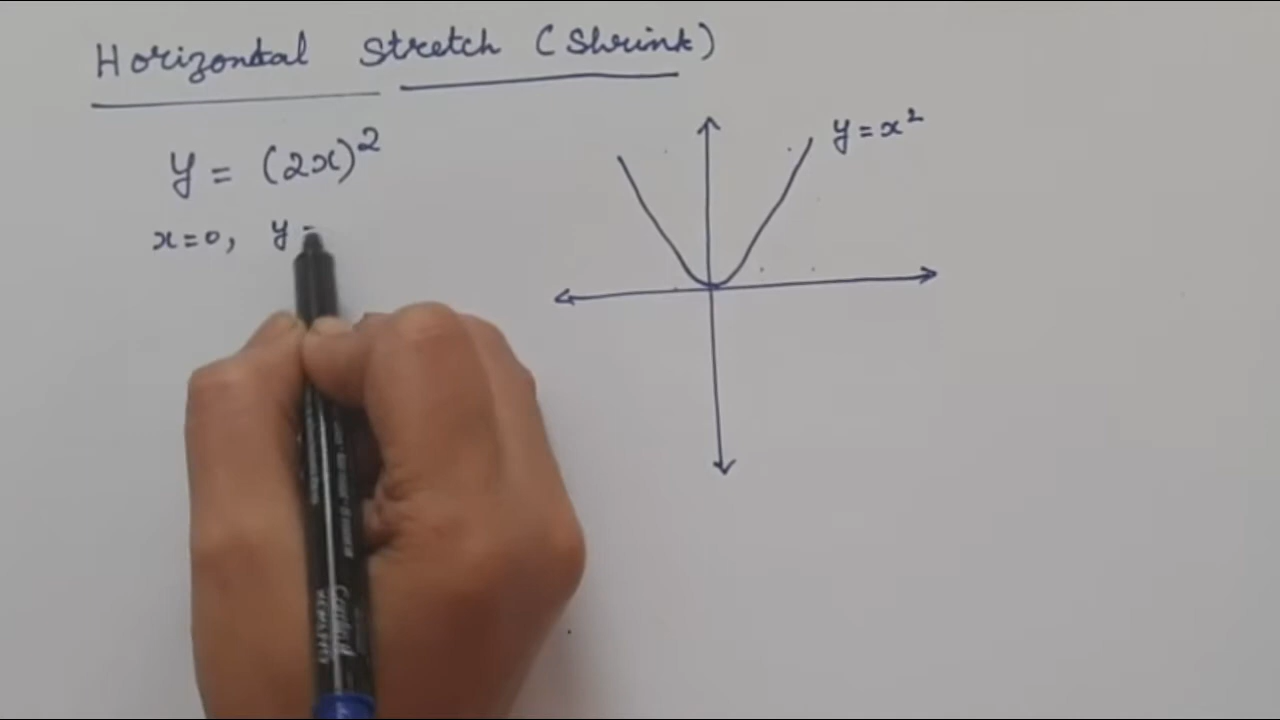 Horizontal Stretch (Shrink)
y = (2x)²
x=0, y=
y=x²